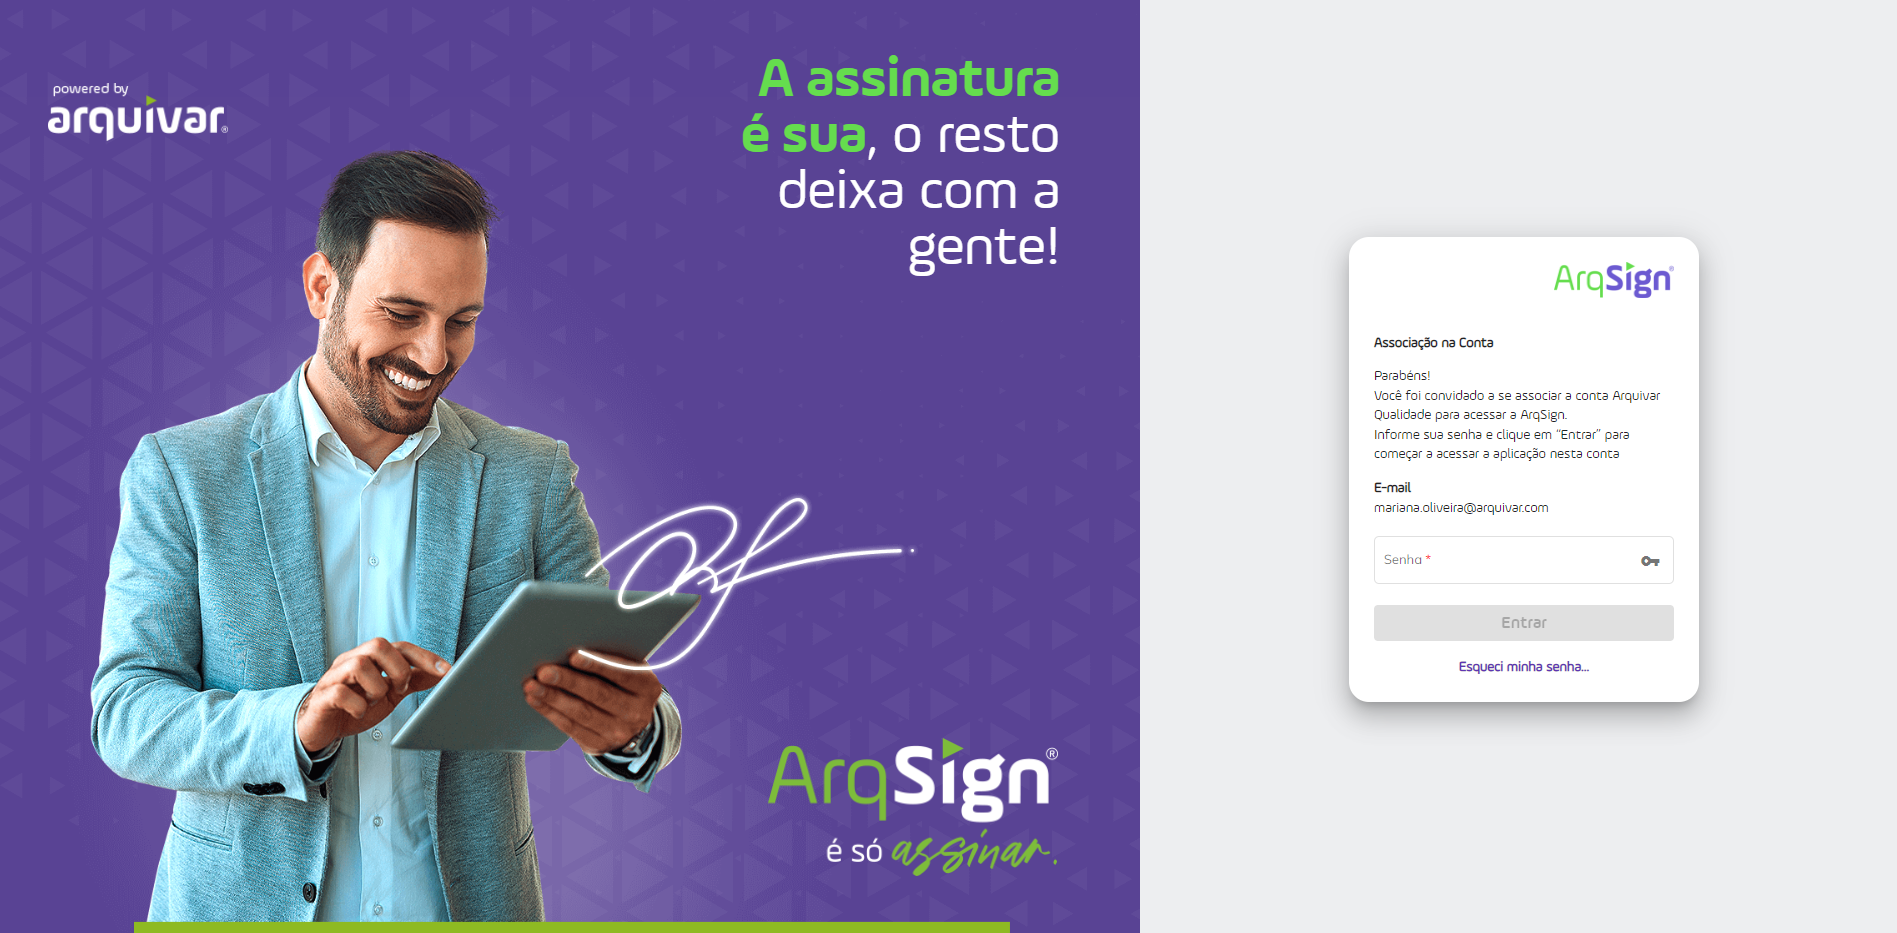 powered by
arquivar®
A assinatura
é sua, o resto
deixa com a
gente!
ArqSign®
é só assinar.
ArqSign®
Associação na Conta
Parabéns!
Você foi convidado a se associar a conta Arquivar
Qualidade para acessar a ArqSign.
Informe sua senha e clique em “Entrar” para
começar a acessar a aplicação nesta conta
E-mail
mariana.oliveira@arquivar.com
Senha *
Entrar
Esqueci minha senha...